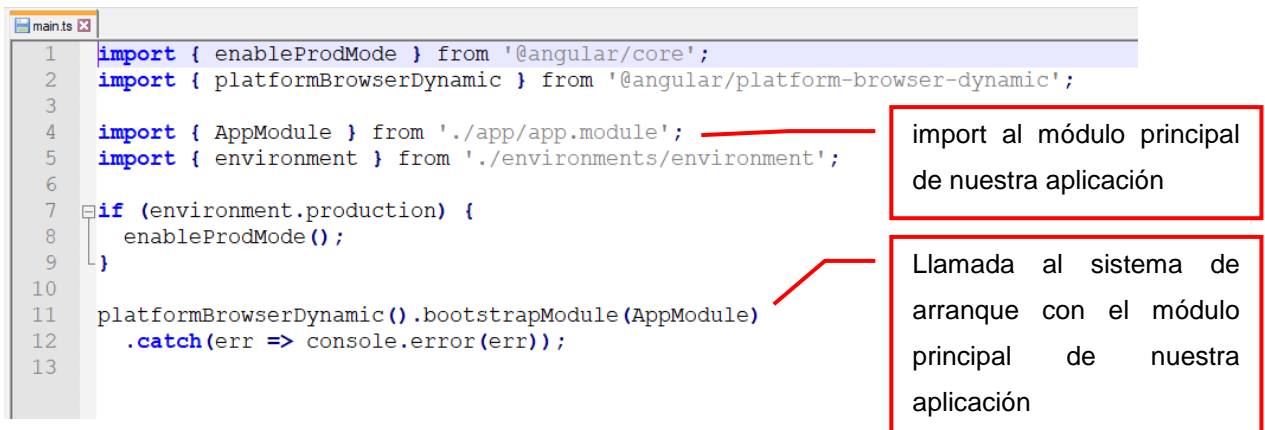 main.ts
1 import { enableProdMode } from '@angular/core';
2 import { platformBrowserDynamic } from '@angular/platform-browser-dynamic';
3
4 import { AppModule } from './app/app.module';
5 import { environment } from './environments/environment';
6
7 if (environment.production) {
8 enableProdMode();
9 }
10
11 platformBrowserDynamic().bootstrapModule(AppModule)
12 .catch(err => console.error(err));
13
import al módulo principal
de nuestra aplicación
Llamada al sistema de
arranque con el módulo
principal de nuestra
aplicación